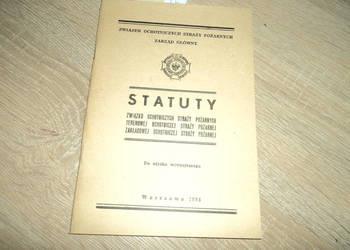 ZWIĄZEK OCHOTNICZYCH STRAŻY POŻARNYCH
ZARZĄD GŁÓWNY
STATUTY
ZWIĄZKU OCHOTNICZYCH STRAŻY POŻARNYCH
TERENOWEJ OCHOTNICZEJ STRAŻY POŻARNEJ
ZAKŁADOWEJ OCHOTNICZEJ STRAŻY POŻARNEJ
Do użytku wewnętrznego
Warszawa